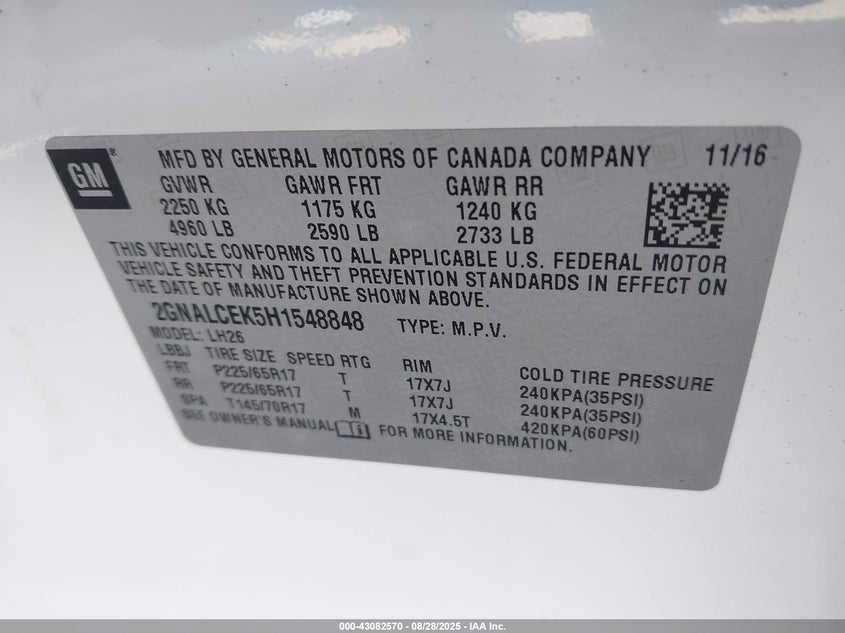 GM® MFD BY GENERAL MOTORS OF CANADA COMPANY 11/16
GVWR GAWR FRT GAWR RR
2250 KG 1175 KG 1240 KG
4960 LB 2590 LB 2733 LB
THIS VEHICLE CONFORMS TO ALL APPLICABLE U.S. FEDERAL MOTOR
VEHICLE SAFETY AND THEFT PREVENTION STANDARDS IN EFFECT ON
THE DATE OF MANUFACTURE SHOWN ABOVE.
2GNALCEK5H1548848 TYPE: M.P.V.
MODEL: LH26
LBBJ TIRE SIZE SPEED RTG RIM COLD TIRE PRESSURE
FRT P225/65R17 T 17X7J 240KPA(35PSI)
RR P225/65R17 T 17X7J 240KPA(35PSI)
SPA T145/70R17 M 17X4.5T 420KPA(60PSI)
SEE OWNER'S MANUAL FOR MORE INFORMATION.
000-43082570 - 08/28/2025 - IAA Inc.